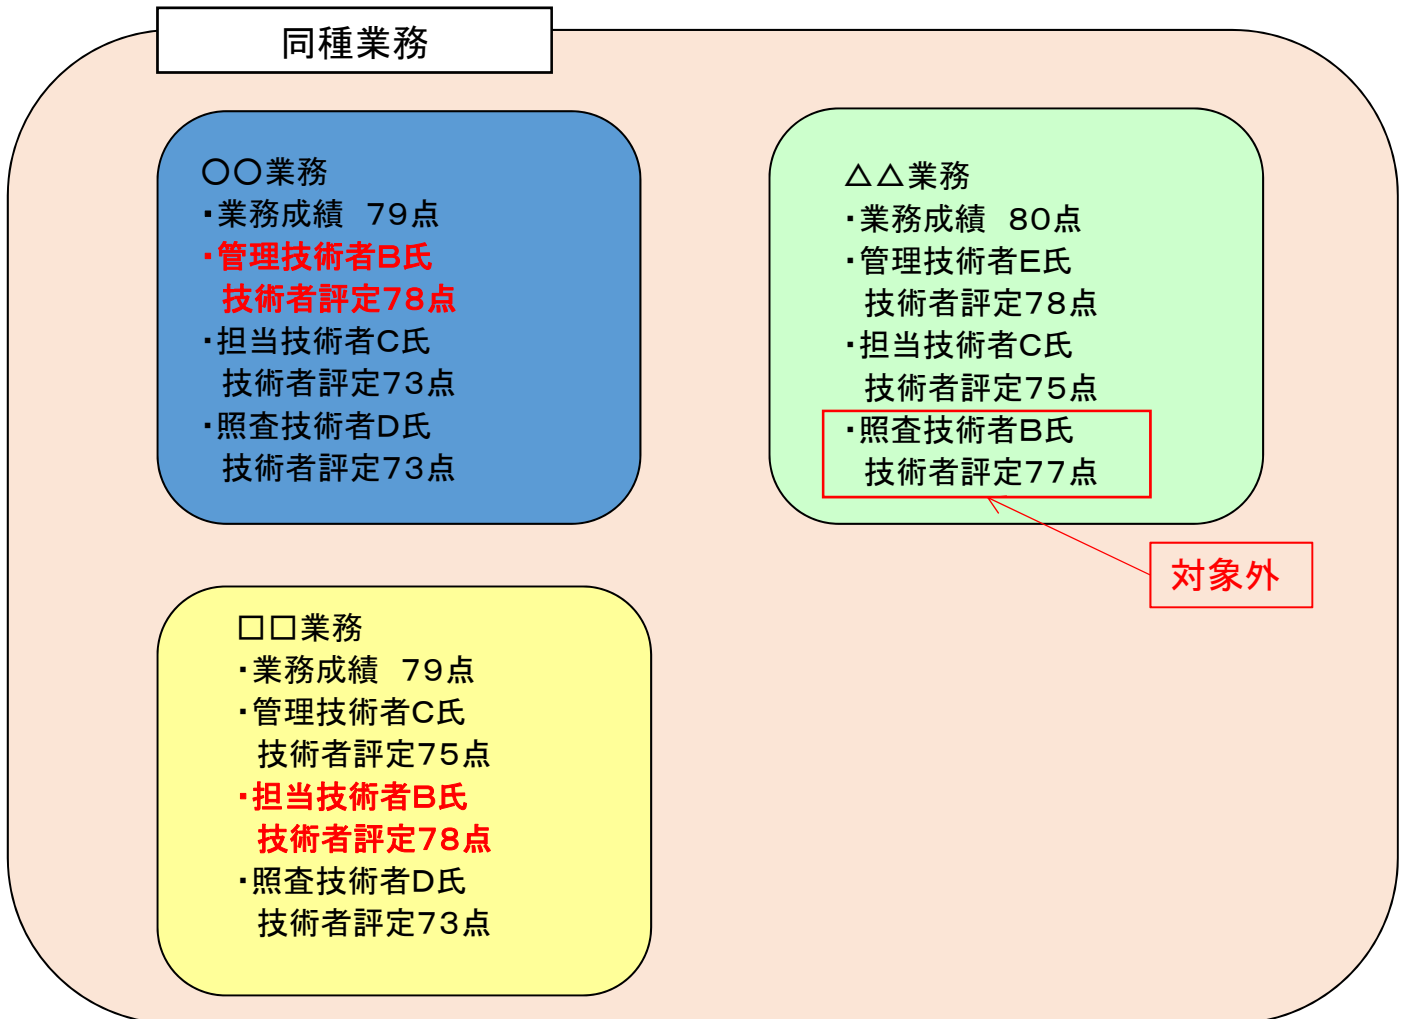 同種業務
〇〇業務
・業務成績　７９点
・管理技術者Ｂ氏
技術者評定７８点
・担当技術者Ｃ氏
技術者評定７３点
・照査技術者Ｄ氏
技術者評定７３点
△△業務
・業務成績　８０点
・管理技術者Ｅ氏
技術者評定７８点
・担当技術者Ｃ氏
技術者評定７５点
・照査技術者Ｂ氏
技術者評定７７点
対象外
□□業務
・業務成績　７９点
・管理技術者Ｃ氏
技術者評定７５点
・担当技術者Ｂ氏
技術者評定７８点
・照査技術者Ｄ氏
技術者評定７３点